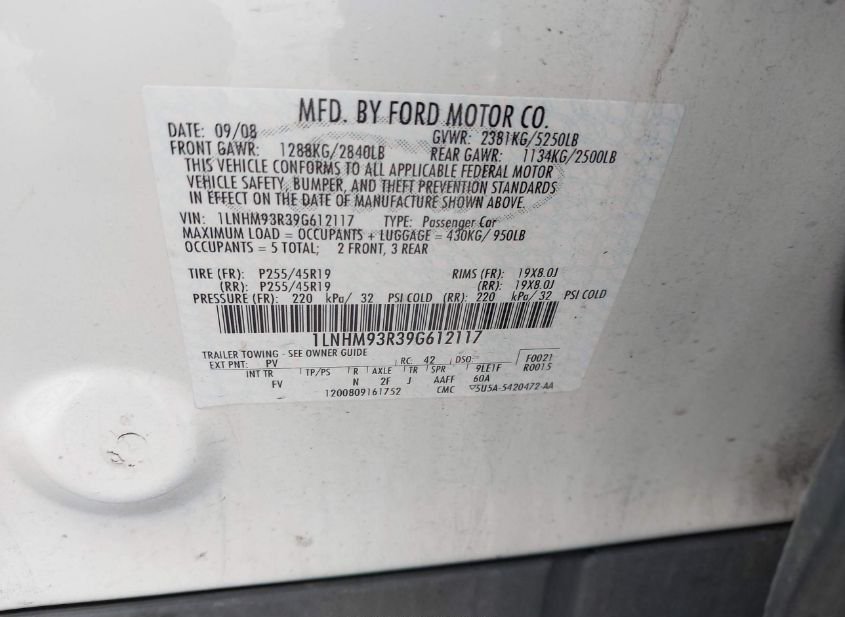 MFD. BY FORD MOTOR CO.
DATE: 09/08 GVWR: 2381KG/5250LB
FRONT GAWR: 1288KG/2840LB REAR GAWR: 1134KG/2500LB
THIS VEHICLE CONFORMS TO ALL APPLICABLE FEDERAL MOTOR
VEHICLE SAFETY, BUMPER, AND THEFT PREVENTION STANDARDS
IN EFFECT ON THE DATE OF MANUFACTURE SHOWN ABOVE.
VIN: 1LNHM93R39G612117 TYPE: Passenger Car
MAXIMUM LOAD = OCCUPANTS + LUGGAGE = 430KG/ 950LB
OCCUPANTS = 5 TOTAL; 2 FRONT, 3 REAR
TIRE (FR): P255/45R19 RIMS (FR): 19X8.0J
(RR): P255/45R19 (RR): 19X8.0J
PRESSURE (FR): 220 kPa/ 32 PSI COLD (RR): 220 kPa/ 32 PSI COLD
1LNHM93R39G612117
TRAILER TOWING - SEE OWNER GUIDE
EXT PNT: PV RC: 42 DSO: F0021
INT TR TP/PS R AXLE TR SPR 9LE1F R0015
FV N 2F J AAFF 60A
1200809161752 CMC 5U5A-5420472-AA